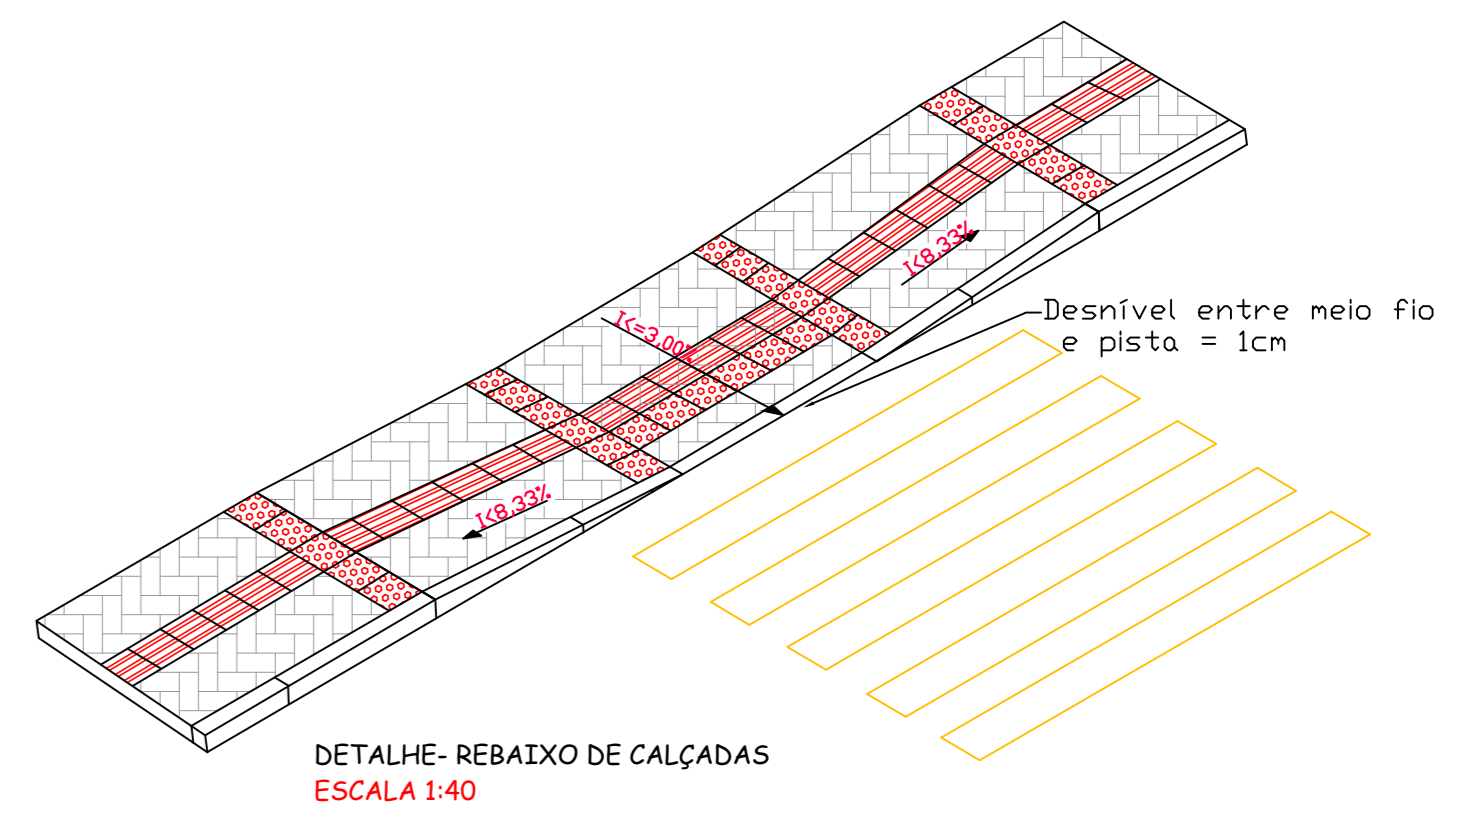 I<8,33%
Desnível entre meio fio
e pista = 1cm
I<=3,00%
I<8,33%
DETALHE- REBAIXO DE CALÇADAS
ESCALA 1:40